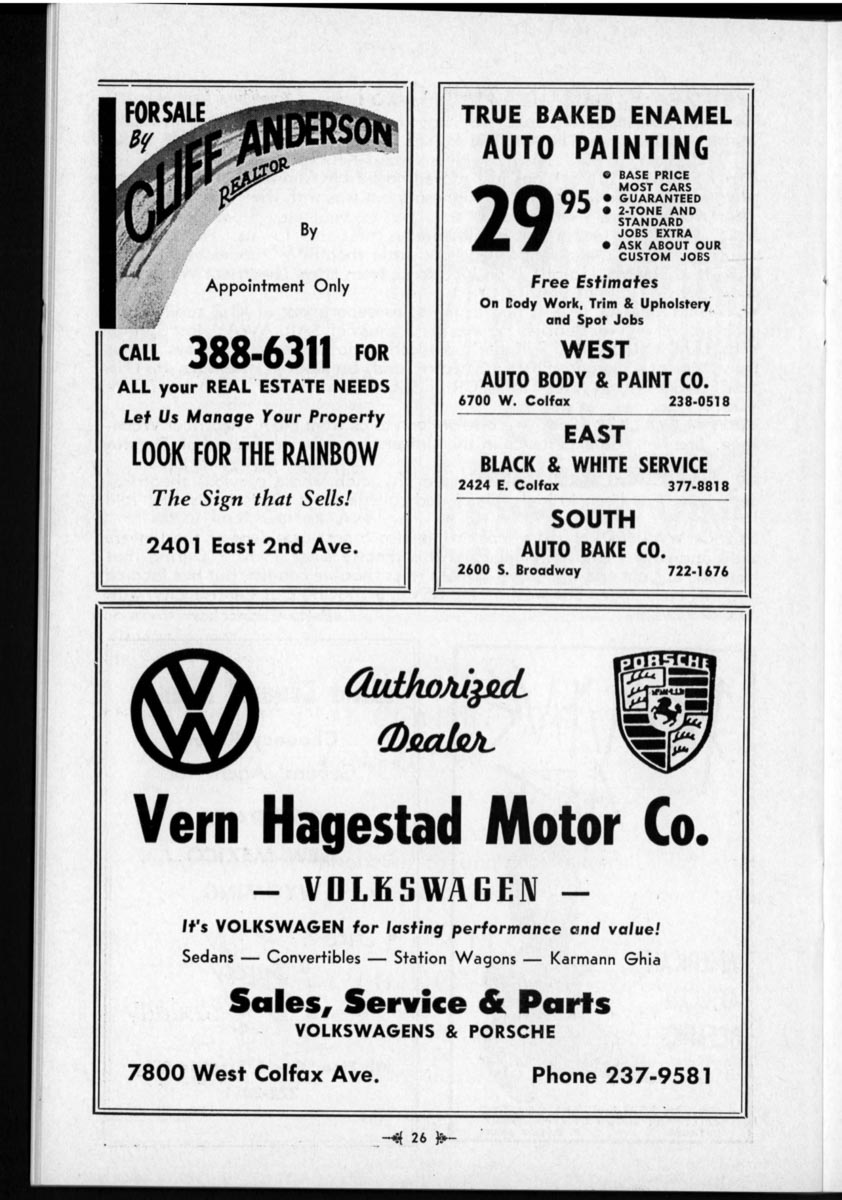 FOR SALE
By
CLIFF ANDERSON
REALTOR
By
Appointment Only
CALL 388-6311 FOR
ALL your REAL ESTATE NEEDS
Let Us Manage Your Property
LOOK FOR THE RAINBOW
The Sign that Sells!
2401 East 2nd Ave.
TRUE BAKED ENAMEL
AUTO PAINTING
29 95
• BASE PRICE
MOST CARS
• GUARANTEED
• 2-TONE AND
STANDARD
JOBS EXTRA
• ASK ABOUT OUR
CUSTOM JOBS
Free Estimates
On Body Work, Trim & Upholstery
and Spot Jobs
WEST
AUTO BODY & PAINT CO.
6700 W. Colfax 238-0518
EAST
BLACK & WHITE SERVICE
2424 E. Colfax 377-8818
SOUTH
AUTO BAKE CO.
2600 S. Broadway 722-1676
VW
Authorized
Dealer
PORSCHE
Vern Hagestad Motor Co.
— VOLKSWAGEN —
It's VOLKSWAGEN for lasting performance and value!
Sedans — Convertibles — Station Wagons — Karmann Ghia
Sales, Service & Parts
VOLKSWAGENS & PORSCHE
7800 West Colfax Ave. Phone 237-9581
26